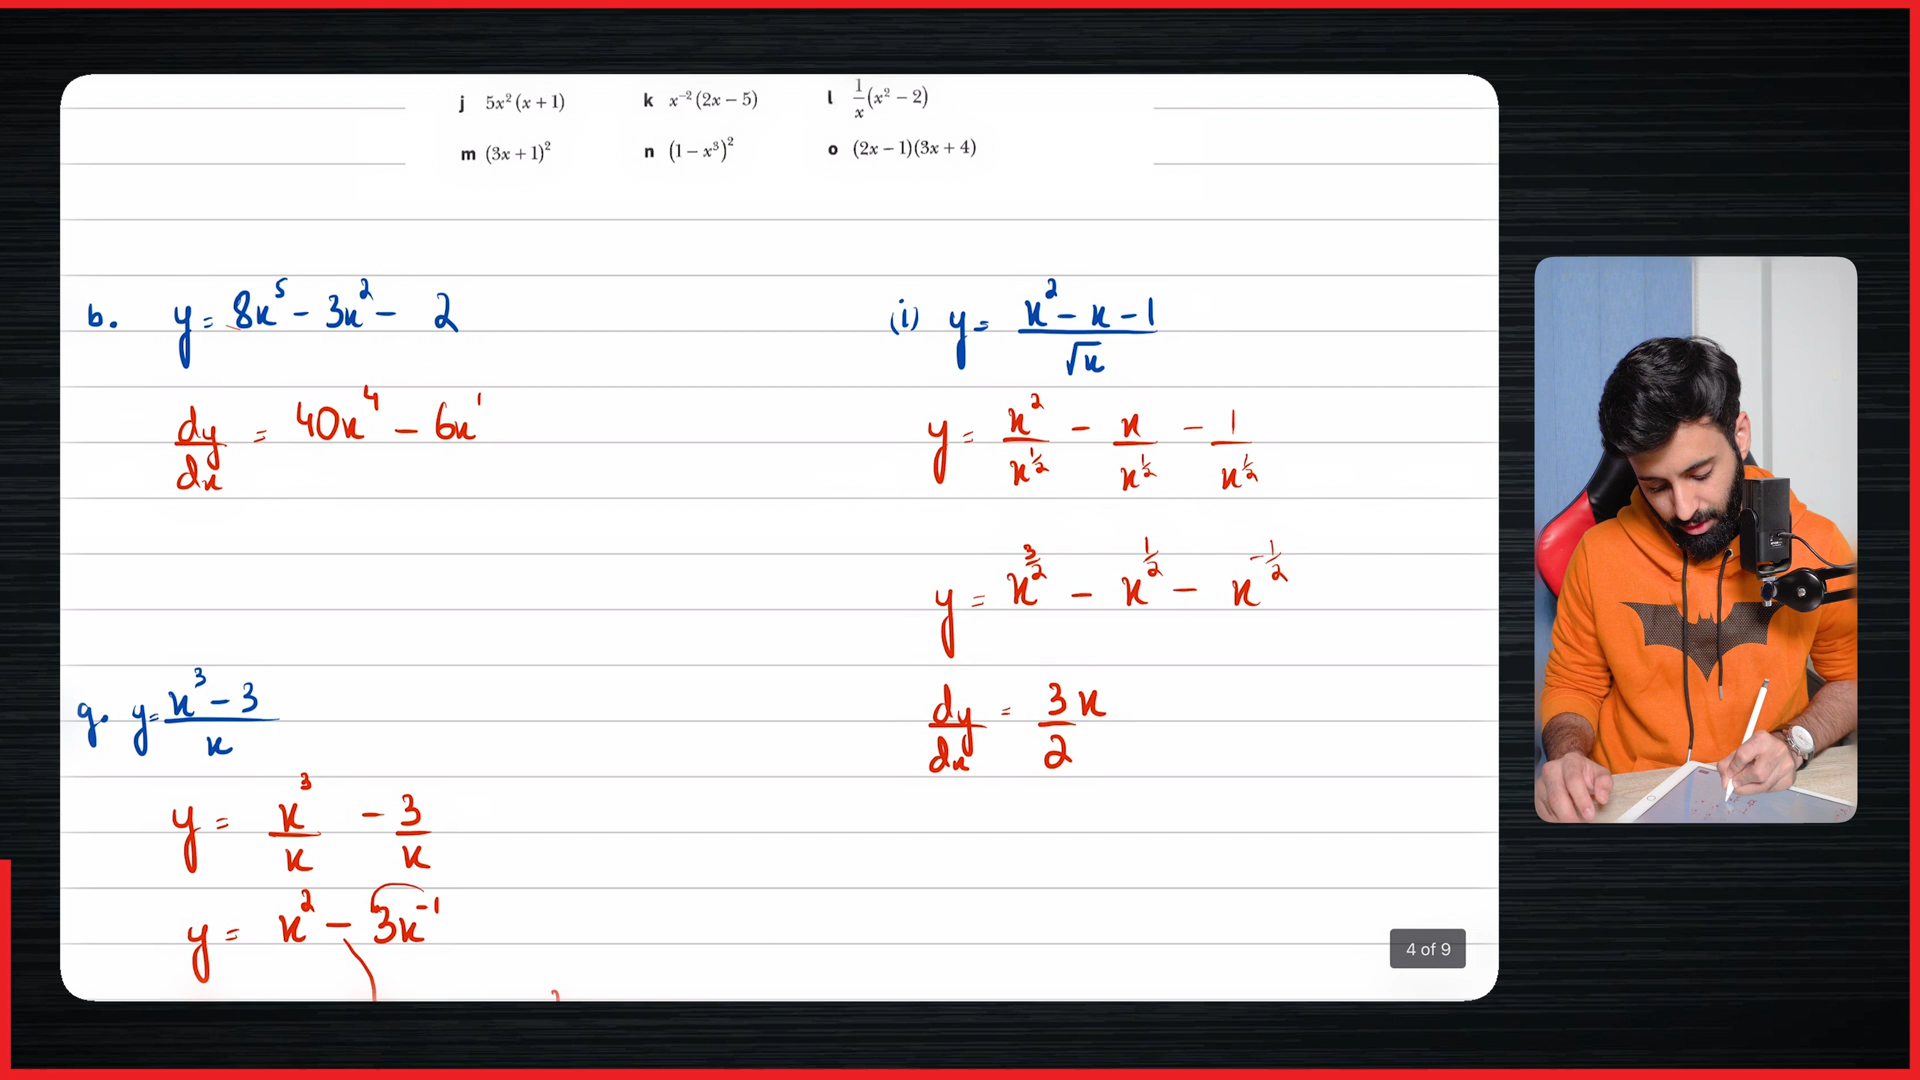 j 5x²(x + 1) k x⁻²(2x − 5) l 1/x(x² − 2)
m (3x + 1)² n (1 − x³)² o (2x − 1)(3x + 4)
b. y = 8x⁵ − 3x² − 2
dy/dx = 40x⁴ − 6x¹
g. y = (x³ − 3)/x
y = x³/x − 3/x
y = x² − 3x⁻¹
(i) y = (x² − x − 1)/√x
y = x²/x^(1/2) − x/x^(1/2) − 1/x^(1/2)
y = x^(3/2) − x^(1/2) − x^(-1/2)
dy/dx = 3x/2
4 of 9